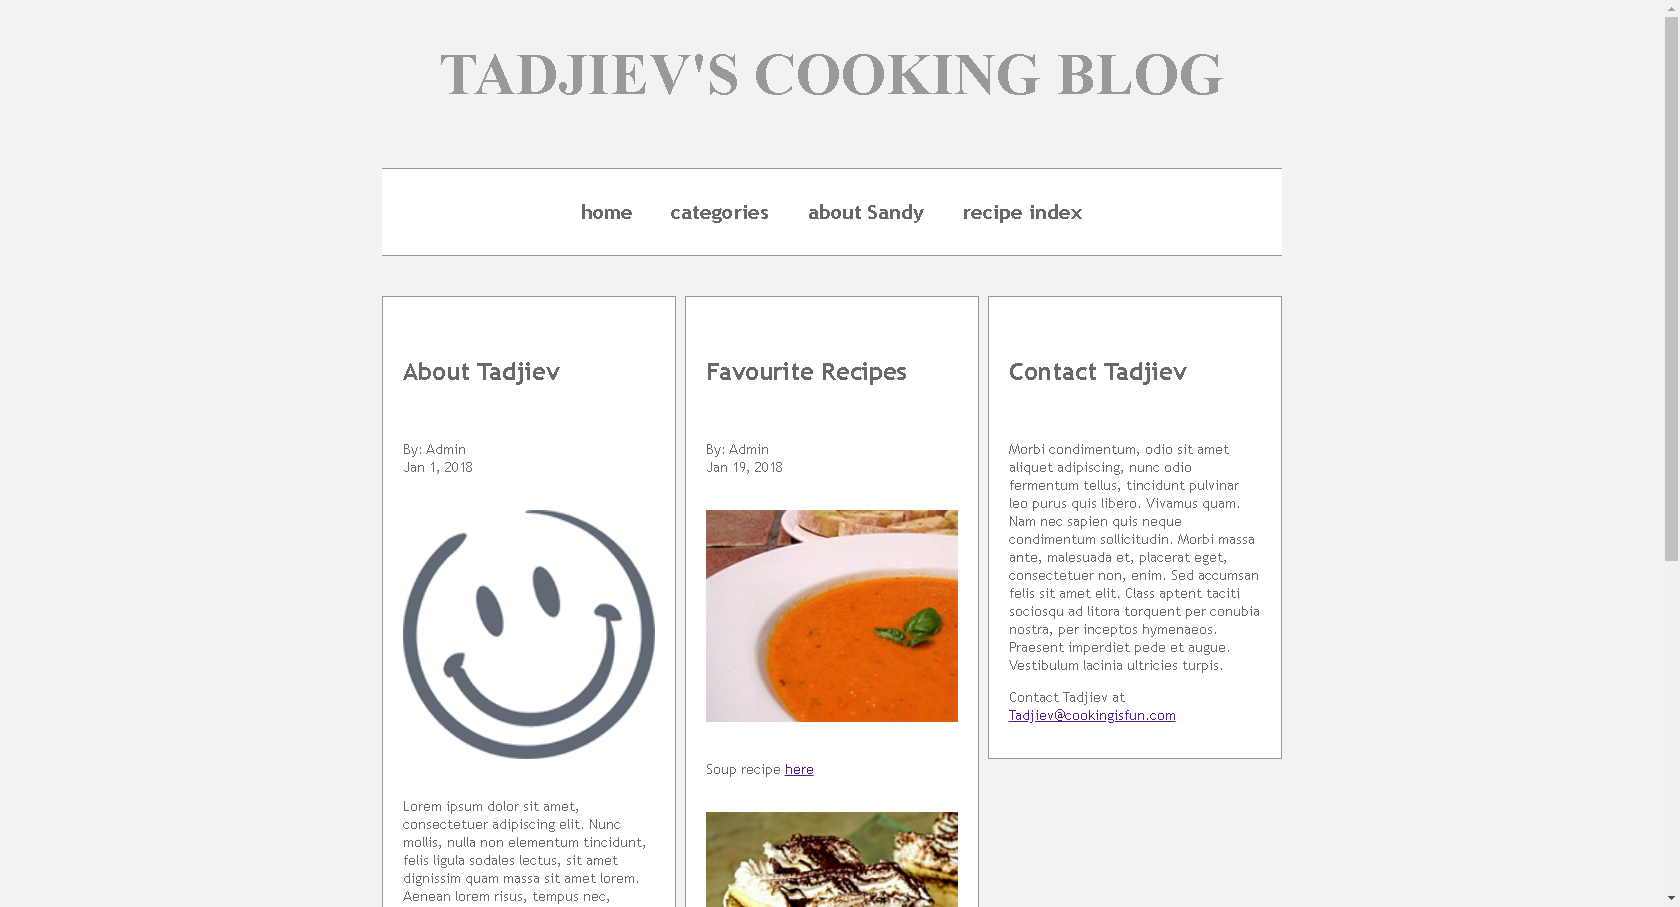 TADJIEV'S COOKING BLOG
home categories about Sandy recipe index
About Tadjiev
By: Admin
Jan 1, 2018
Lorem ipsum dolor sit amet,
consectetuer adipiscing elit. Nunc
mollis, nulla non elementum tincidunt,
felis ligula sodales lectus, sit amet
dignissim quam massa sit amet lorem.
Aenean lorem risus, tempus nec,
Favourite Recipes
By: Admin
Jan 19, 2018
Soup recipe here
Contact Tadjiev
Morbi condimentum, odio sit amet
aliquet adipiscing, nunc odio
fermentum tellus, tincidunt pulvinar
leo purus quis libero. Vivamus quam.
Nam nec sapien quis neque
condimentum sollicitudin. Morbi massa
ante, malesuada et, placerat eget,
consectetuer non, enim. Sed accumsan
felis sit amet elit. Class aptent taciti
sociosqu ad litora torquent per conubia
nostra, per inceptos hymenaeos.
Praesent imperdiet pede et augue.
Vestibulum lacinia ultricies turpis.
Contact Tadjiev at
Tadjiev@cookingisfun.com